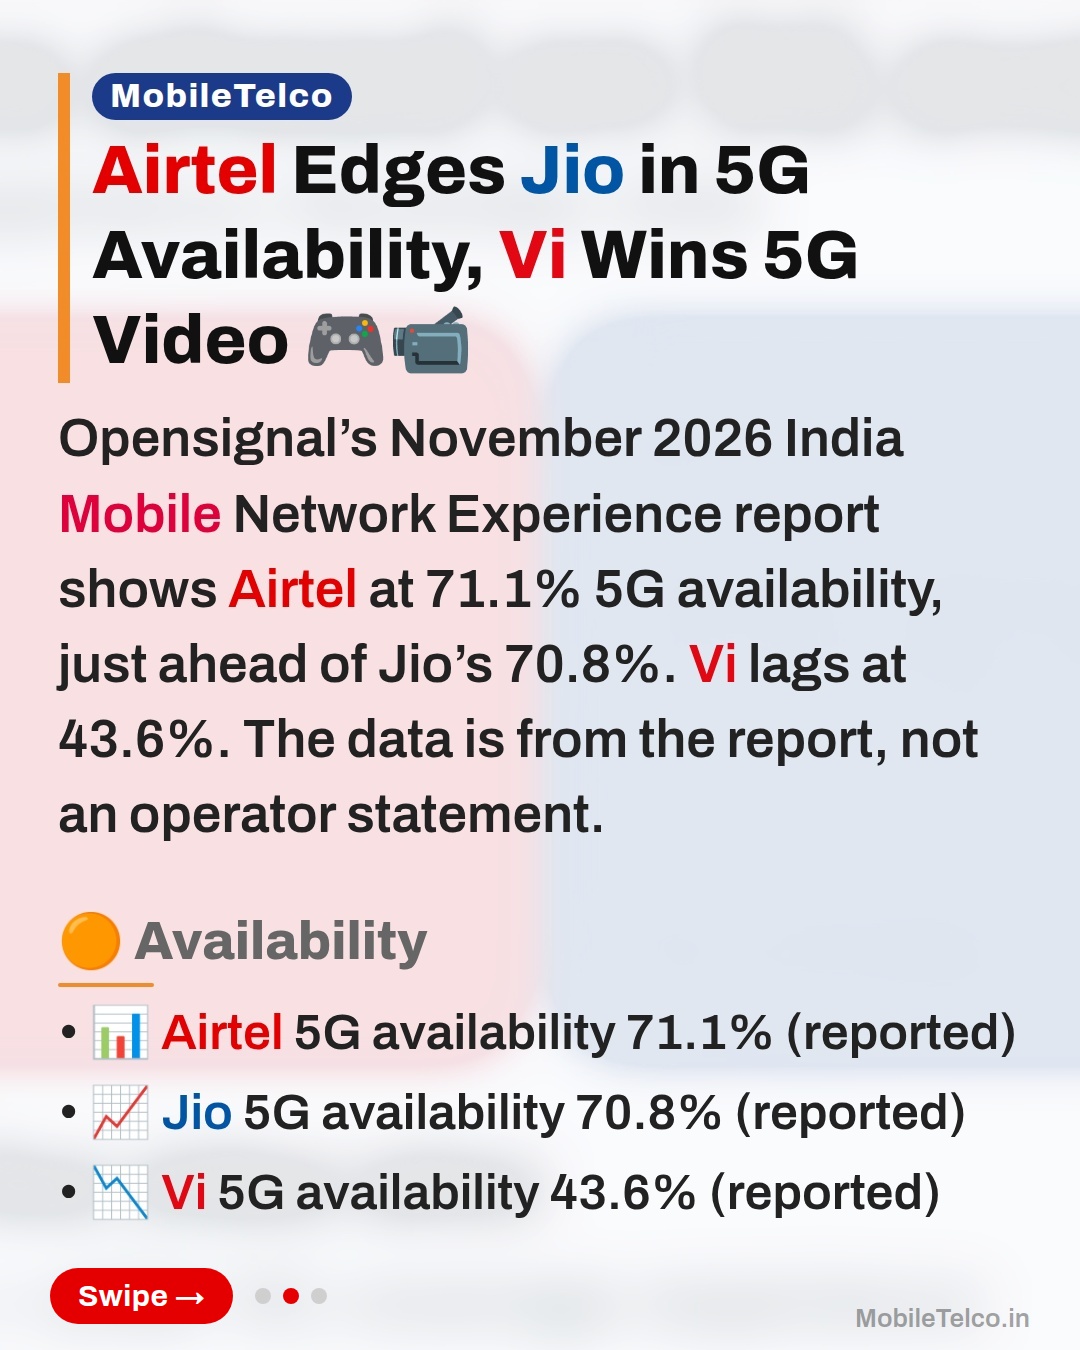 MobileTelco
Airtel Edges Jio in 5G
Availability, Vi Wins 5G
Video 🎮📹
Opensignal’s November 2026 India
Mobile Network Experience report
shows Airtel at 71.1% 5G availability,
just ahead of Jio’s 70.8%. Vi lags at
43.6%. The data is from the report, not
an operator statement.
🟠 Availability
• 📊 Airtel 5G availability 71.1% (reported)
• 📈 Jio 5G availability 70.8% (reported)
• 📉 Vi 5G availability 43.6% (reported)
Swipe →
MobileTelco.in